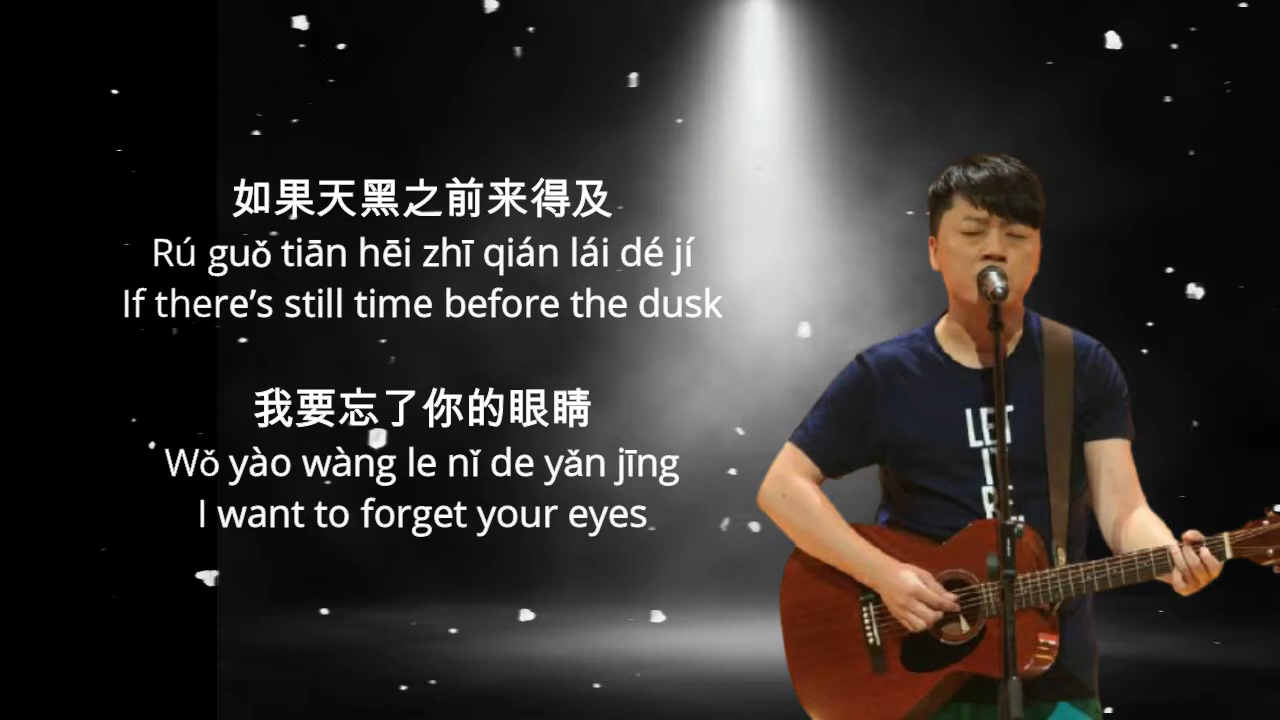 如果天黑之前来得及
Rú guǒ tiān hēi zhī qián lái dé jí
If there’s still time before the dusk
我要忘了你的眼睛
Wǒ yào wàng le nǐ de yǎn jīng
I want to forget your eyes
LET
IT